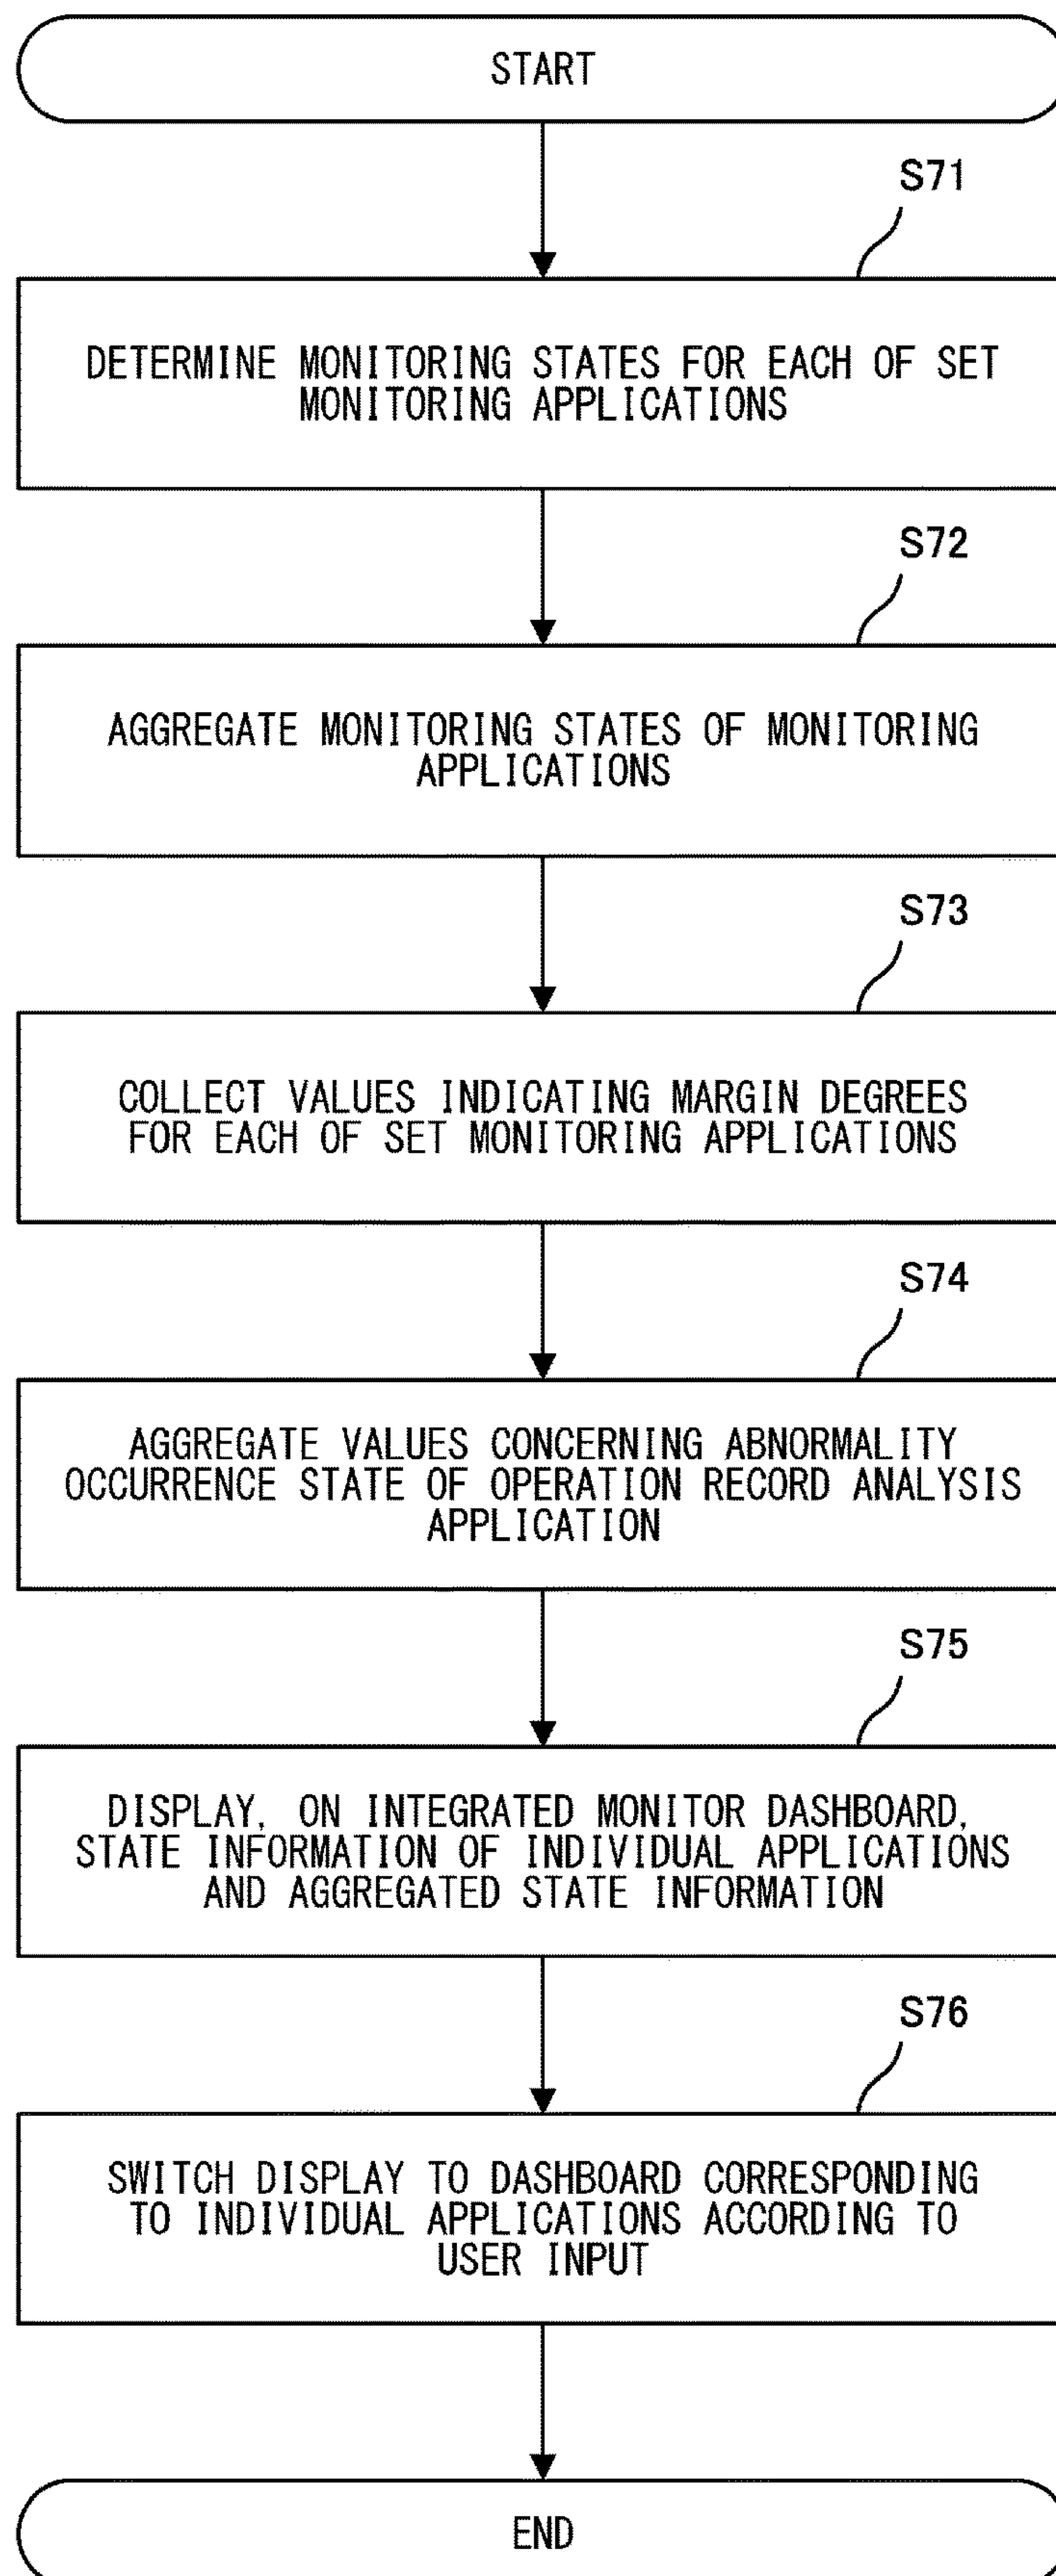 START
S71
DETERMINE MONITORING STATES FOR EACH OF SET
MONITORING APPLICATIONS
S72
AGGREGATE MONITORING STATES OF MONITORING
APPLICATIONS
S73
COLLECT VALUES INDICATING MARGIN DEGREES
FOR EACH OF SET MONITORING APPLICATIONS
S74
AGGREGATE VALUES CONCERNING ABNORMALITY
OCCURRENCE STATE OF OPERATION RECORD ANALYSIS
APPLICATION
S75
DISPLAY, ON INTEGRATED MONITOR DASHBOARD,
STATE INFORMATION OF INDIVIDUAL APPLICATIONS
AND AGGREGATED STATE INFORMATION
S76
SWITCH DISPLAY TO DASHBOARD CORRESPONDING
TO INDIVIDUAL APPLICATIONS ACCORDING TO
USER INPUT
END